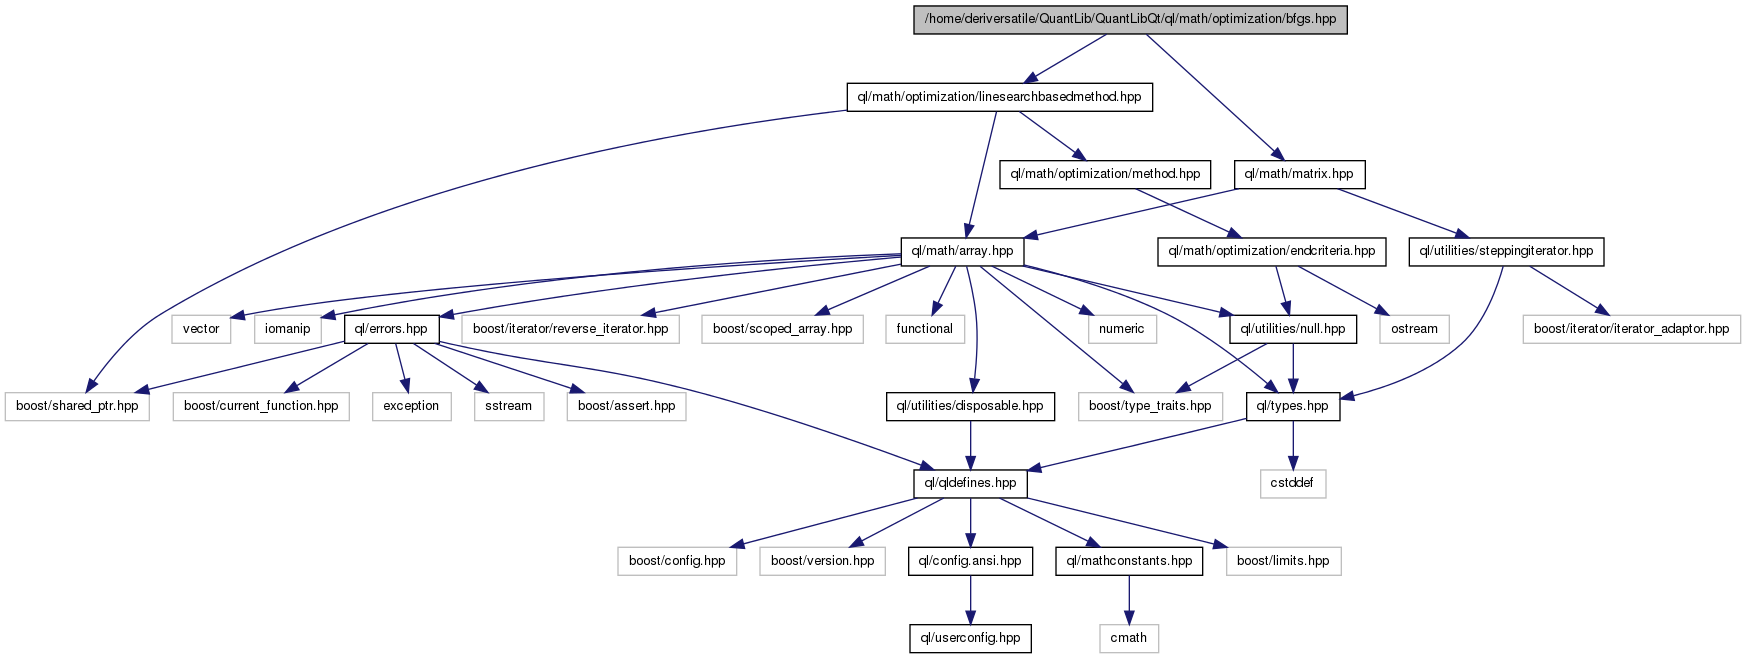 /home/deriversatile/QuantLib/QuantLibQt/ql/math/optimization/bfgs.hpp
ql/math/optimization/linesearchbasedmethod.hpp
ql/math/optimization/method.hpp
ql/math/matrix.hpp
ql/math/array.hpp
ql/math/optimization/endcriteria.hpp
ql/utilities/steppingiterator.hpp
vector
iomanip
ql/errors.hpp
boost/iterator/reverse_iterator.hpp
boost/scoped_array.hpp
functional
numeric
ql/utilities/null.hpp
ostream
boost/iterator/iterator_adaptor.hpp
boost/shared_ptr.hpp
boost/current_function.hpp
exception
sstream
boost/assert.hpp
ql/utilities/disposable.hpp
boost/type_traits.hpp
ql/types.hpp
ql/qldefines.hpp
cstddef
boost/config.hpp
boost/version.hpp
ql/config.ansi.hpp
ql/mathconstants.hpp
boost/limits.hpp
ql/userconfig.hpp
cmath